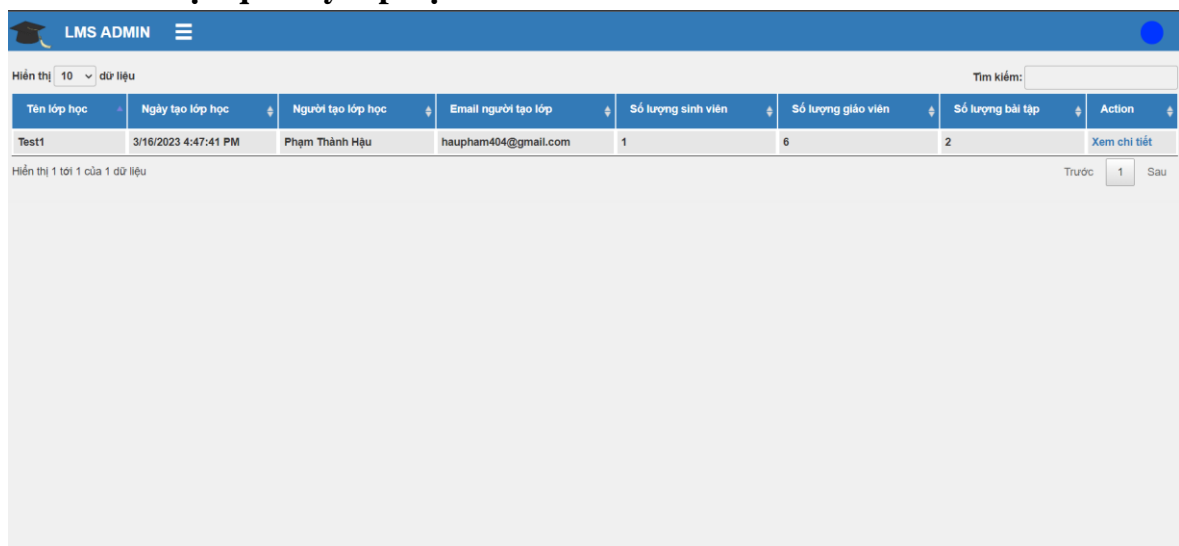 LMS ADMIN
Hiển thị 10 dữ liệu
Tìm kiếm:
Tên lớp học Ngày tạo lớp học Người tạo lớp học Email người tạo lớp Số lượng sinh viên Số lượng giáo viên Số lượng bài tập Action
Test1 3/16/2023 4:47:41 PM Phạm Thành Hậu haupham404@gmail.com 1 6 2 Xem chi tiết
Hiển thị 1 tới 1 của 1 dữ liệu
Trước 1 Sau